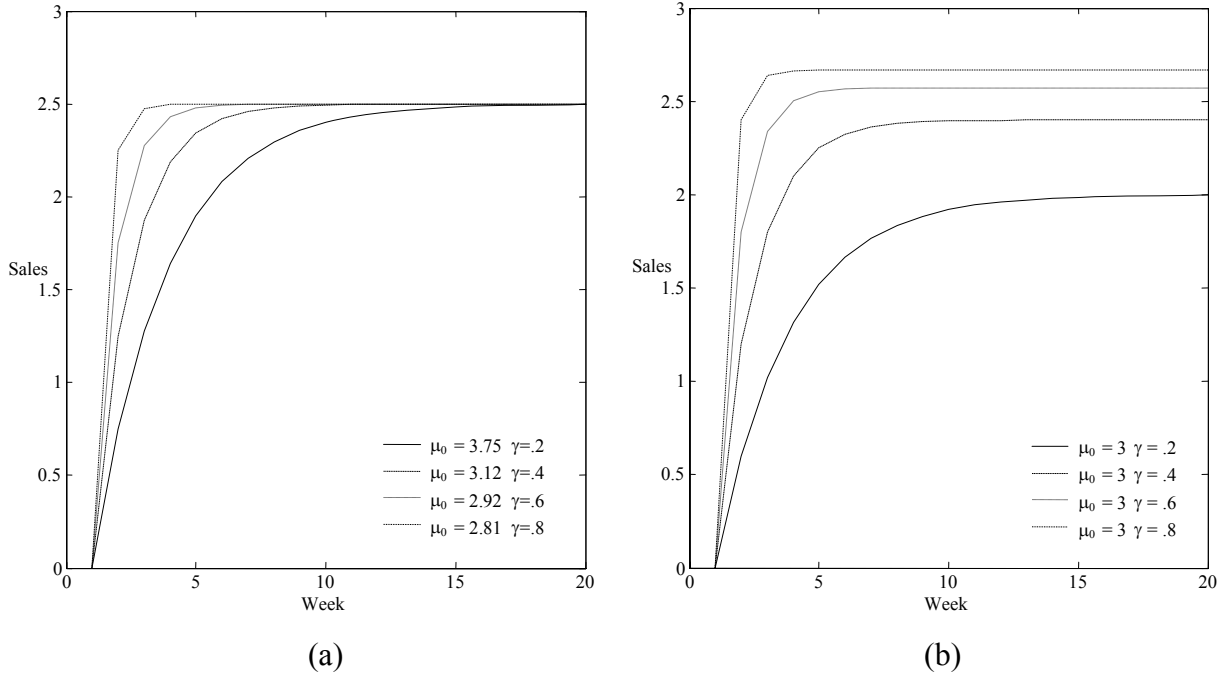 3
2.5
2
Sales
1.5
1
0.5
0
μ₀ = 3.75 γ=.2
μ₀ = 3.12 γ=.4
μ₀ = 2.92 γ=.6
μ₀ = 2.81 γ=.8
0 5 10 15 20
Week
(a)
3
2.5
2
Sales
1.5
1
0.5
0
μ₀ = 3 γ = .2
μ₀ = 3 γ = .4
μ₀ = 3 γ = .6
μ₀ = 3 γ = .8
0 5 10 15 20
Week
(b)